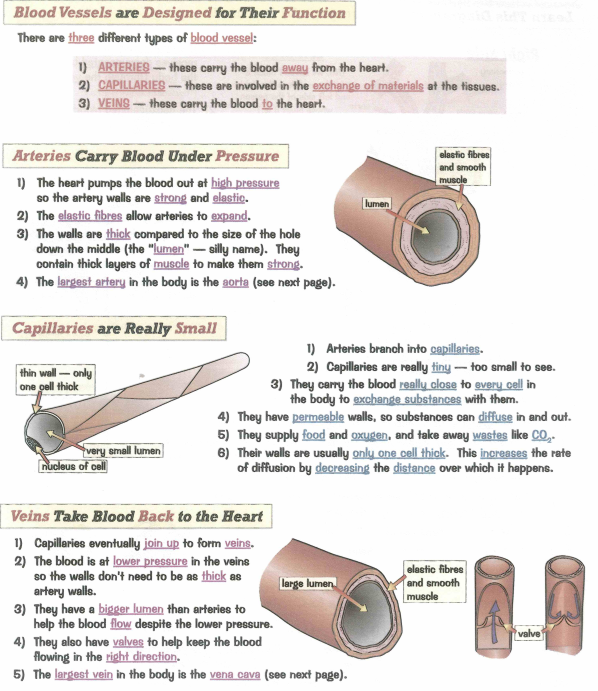 Blood Vessels are Designed for Their Function
There are three different types of blood vessel:
1) ARTERIES — these carry the blood away from the heart.
2) CAPILLARIES — these are involved in the exchange of materials at the tissues.
3) VEINS — these carry the blood to the heart.
Arteries Carry Blood Under Pressure
1) The heart pumps the blood out at high pressure
so the artery walls are strong and elastic.
2) The elastic fibres allow arteries to expand.
3) The walls are thick compared to the size of the hole
down the middle (the "lumen" — silly name). They
contain thick layers of muscle to make them strong.
4) The largest artery in the body is the aorta (see next page).
elastic fibres
and smooth
muscle
lumen
Capillaries are Really Small
thin wall — only
one cell thick
very small lumen
nucleus of cell
1) Arteries branch into capillaries.
2) Capillaries are really tiny — too small to see.
3) They carry the blood really close to every cell in
the body to exchange substances with them.
4) They have permeable walls, so substances can diffuse in and out.
5) They supply food and oxygen, and take away wastes like CO₂.
6) Their walls are usually only one cell thick. This increases the rate
of diffusion by decreasing the distance over which it happens.
Veins Take Blood Back to the Heart
1) Capillaries eventually join up to form veins.
2) The blood is at lower pressure in the veins
so the walls don't need to be as thick as
artery walls.
3) They have a bigger lumen than arteries to
help the blood flow despite the lower pressure.
4) They also have valves to help keep the blood
flowing in the right direction.
5) The largest vein in the body is the vena cava (see next page).
large lumen
elastic fibres
and smooth
muscle
valve